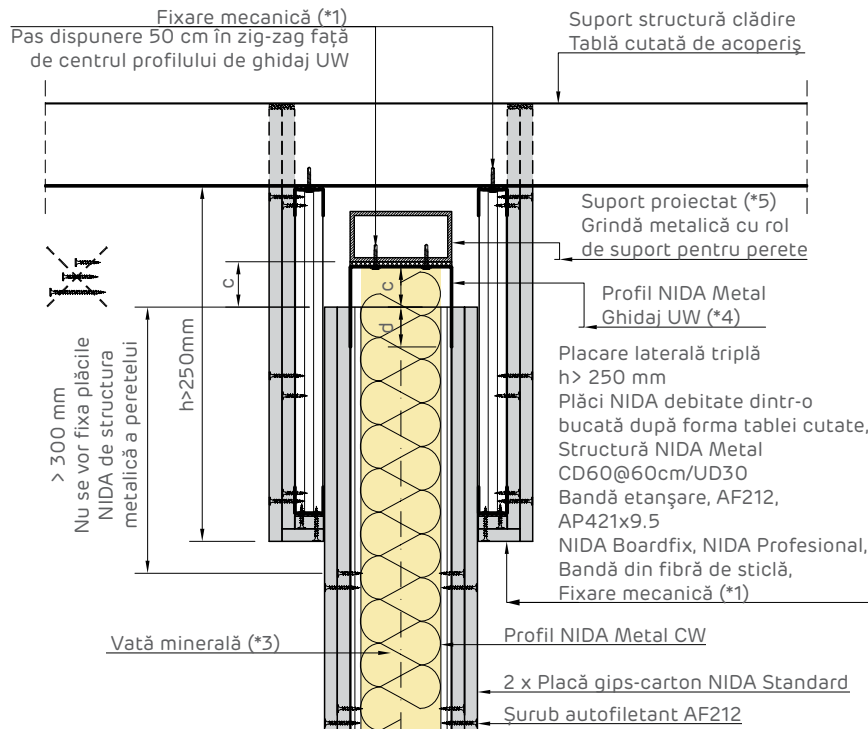 Fixare mecanică (*1)
Pas dispunere 50 cm în zig-zag față
de centrul profilului de ghidaj UW
Suport structură clădire
Tablă cutată de acoperiș
Suport proiectat (*5)
Grindă metalică cu rol
de suport pentru perete
Profil NIDA Metal
Ghidaj UW (*4)
c
c
d
h>250mm
> 300 mm
Nu se vor fixa plăcile
NIDA de structura
metalică a peretelui
Placare laterală triplă
h> 250 mm
Plăci NIDA debitate dintr-o
bucată după forma tablei cutate,
Structură NIDA Metal
CD60@60cm/UD30
Bandă etanșare, AF212,
AP421x9.5
NIDA Boardfix, NIDA Profesional,
Bandă din fibră de sticlă,
Fixare mecanică (*1)
Vată minerală (*3)
Profil NIDA Metal CW
2 x Placă gips-carton NIDA Standard
Șurub autofiletant AF212